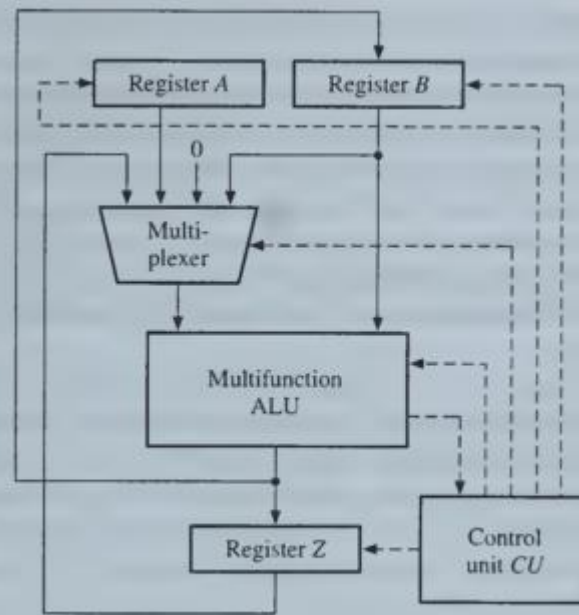 Register A
Register B
0
Multi-
plexer
Multifunction
ALU
Register Z
Control
unit CU